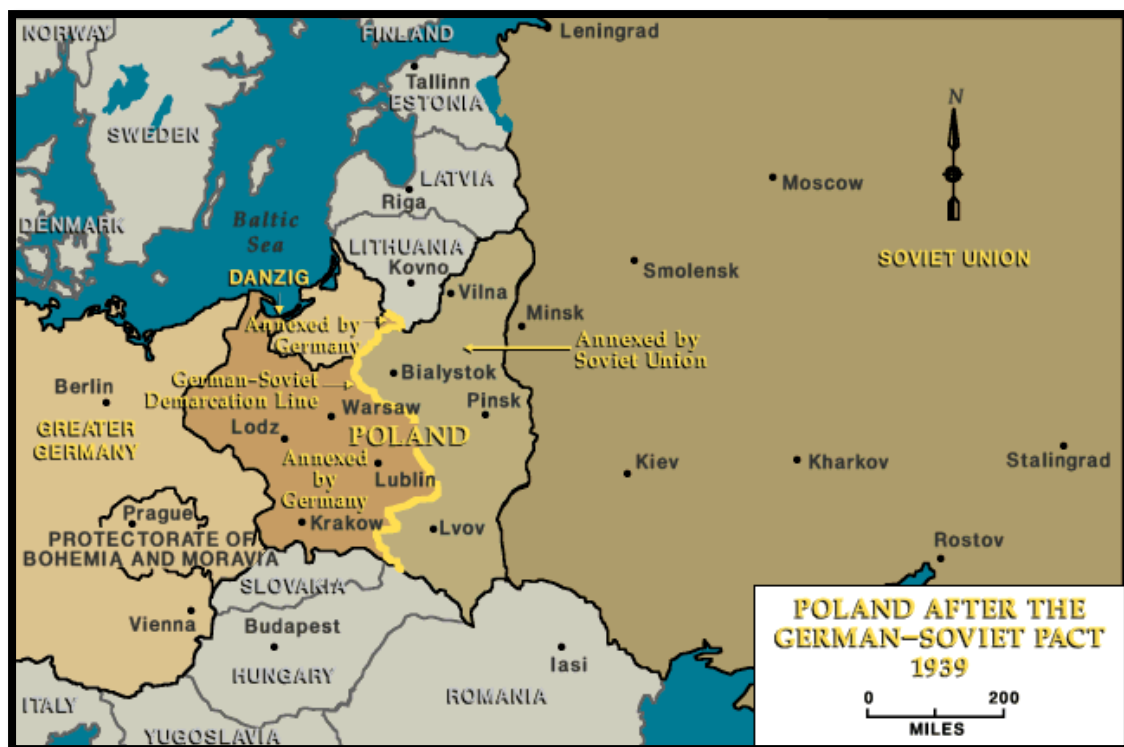 NORWAY
FINLAND
Leningrad
Tallinn
ESTONIA
N
SWEDEN
Moscow
LATVIA
Riga
DENMARK
Baltic
Sea
LITHUANIA
Kovno
SOVIET UNION
Smolensk
DANZIG
Vilna
Minsk
Annexed by
Germany
Annexed by
Soviet Union
Bialystok
German-Soviet
Demarcation Line
Berlin
Pinsk
Warsaw
Lodz
POLAND
GREATER
GERMANY
Annexed
by
Germany
Lublin
Kiev
Kharkov
Stalingrad
Prague
Krakow
Lvov
PROTECTORATE OF
BOHEMIA AND MORAVIA
Rostov
SLOVAKIA
Vienna
Budapest
HUNGARY
Iasi
ROMANIA
ITALY
YUGOSLAVIA
POLAND AFTER THE
GERMAN–SOVIET PACT
1939
0 200
MILES